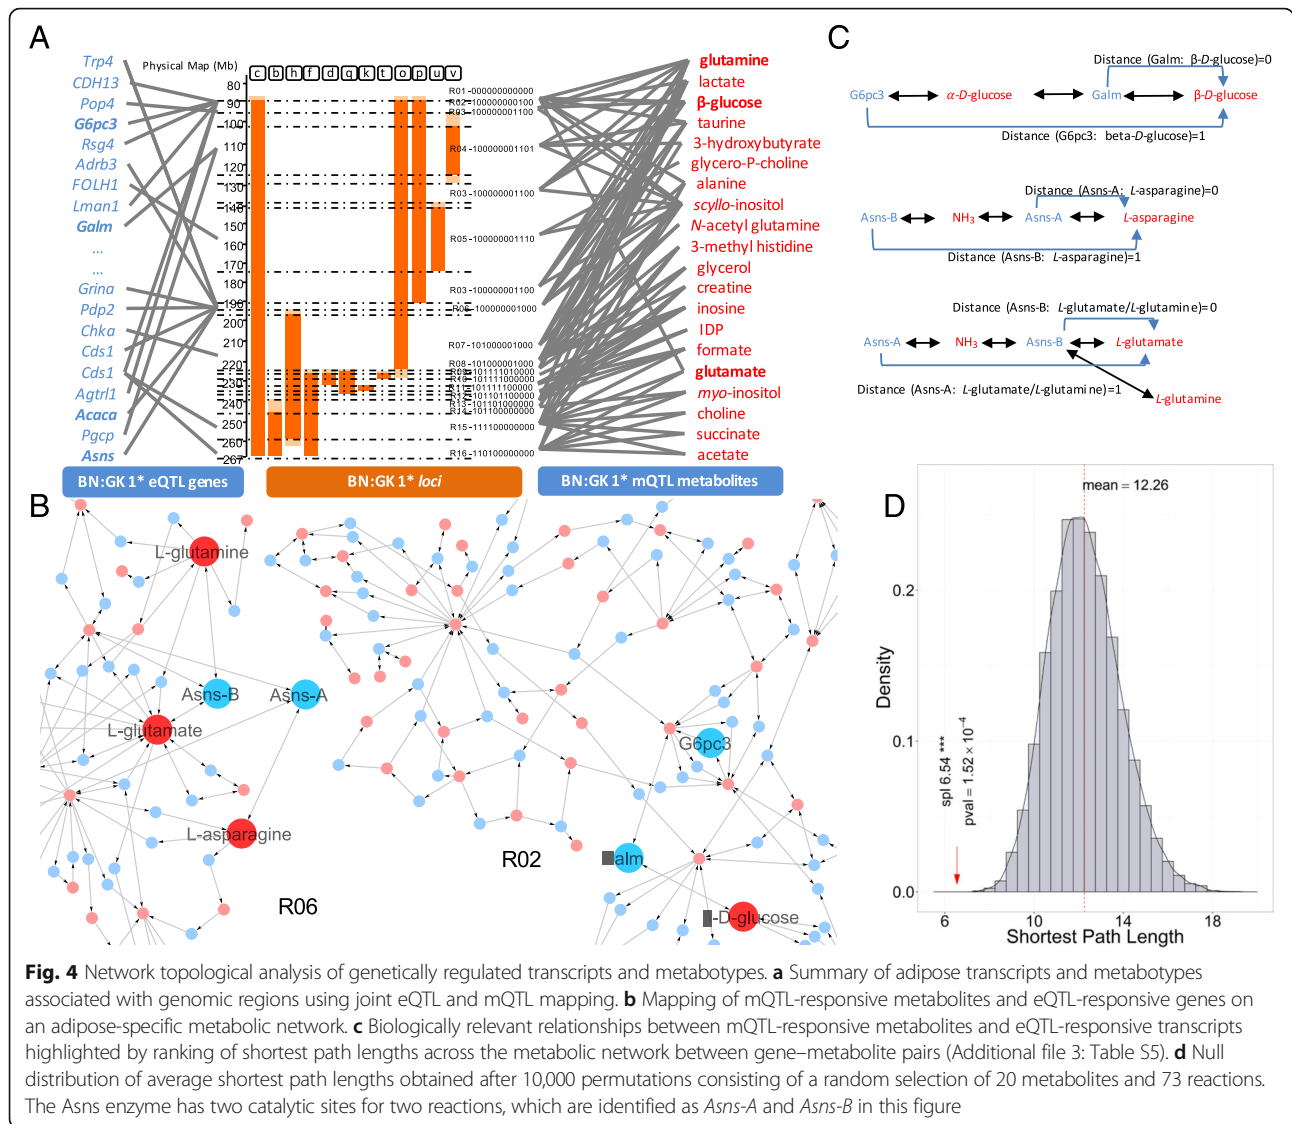 A
Trp4
CDH13
Pop4
G6pc3
Rsg4
Adrb3
FOLH1
Lman1
Galm
...
...
Grina
Pdp2
Chka
Cds1
Cds1
Agtrl1
Acaca
Pgcp
Asns
Physical Map (Mb)
c b h f d q k t o p u v
80
90
100
110
120
130
140
150
160
170
180
190
200
210
220
230
240
250
260
267
R01 -000000000000
R02 -100000000100
R03 -100000001100
R04 -100000001101
R03 -100000001100
R05 -100000001110
R03 -100000001100
R06 -100000001000
R07 -101000001000
R08 -101000001000
R09 -101111001010
R10 -101111000000
R11 -101111100000
R12 -101101100000
R13 -101101000000
R14 -101100000000
R15 -111100000000
R16 -110100000000
glutamine
lactate
β-glucose
taurine
3-hydroxybutyrate
glycero-P-choline
alanine
scyllo-inositol
N-acetyl glutamine
3-methyl histidine
glycerol
creatine
inosine
IDP
formate
glutamate
myo-inositol
choline
succinate
acetate
BN:GK 1* eQTL genes
BN:GK 1* loci
BN:GK 1* mQTL metabolites
C
Distance (Galm: β-D-glucose)=0
G6pc3 α-D-glucose Galm β-D-glucose
Distance (G6pc3: beta-D-glucose)=1
Distance (Asns-A: L-asparagine)=0
Asns-B NH3 Asns-A L-asparagine
Distance (Asns-B: L-asparagine)=1
Distance (Asns-B: L-glutamate/L-glutamine)=0
Asns-A NH3 Asns-B L-glutamate
Distance (Asns-A: L-glutamate/L-glutamine)=1
L-glutamine
B
L-glutamine
Asns-B
Asns-A
L-glutamate
L-asparagine
R06
R02
G6pc3
alm
-D-glucose
D
mean = 12.26
Density
0.2
0.1
0.0
spl 6.54 ***
pval = 1.52 × 10⁻⁴
6 10 14 18
Shortest Path Length
Fig. 4 Network topological analysis of genetically regulated transcripts and metabotypes. a Summary of adipose transcripts and metabotypes
associated with genomic regions using joint eQTL and mQTL mapping. b Mapping of mQTL-responsive metabolites and eQTL-responsive genes on
an adipose-specific metabolic network. c Biologically relevant relationships between mQTL-responsive metabolites and eQTL-responsive transcripts
highlighted by ranking of shortest path lengths across the metabolic network between gene–metabolite pairs (Additional file 3: Table S5). d Null
distribution of average shortest path lengths obtained after 10,000 permutations consisting of a random selection of 20 metabolites and 73 reactions.
The Asns enzyme has two catalytic sites for two reactions, which are identified as Asns-A and Asns-B in this figure